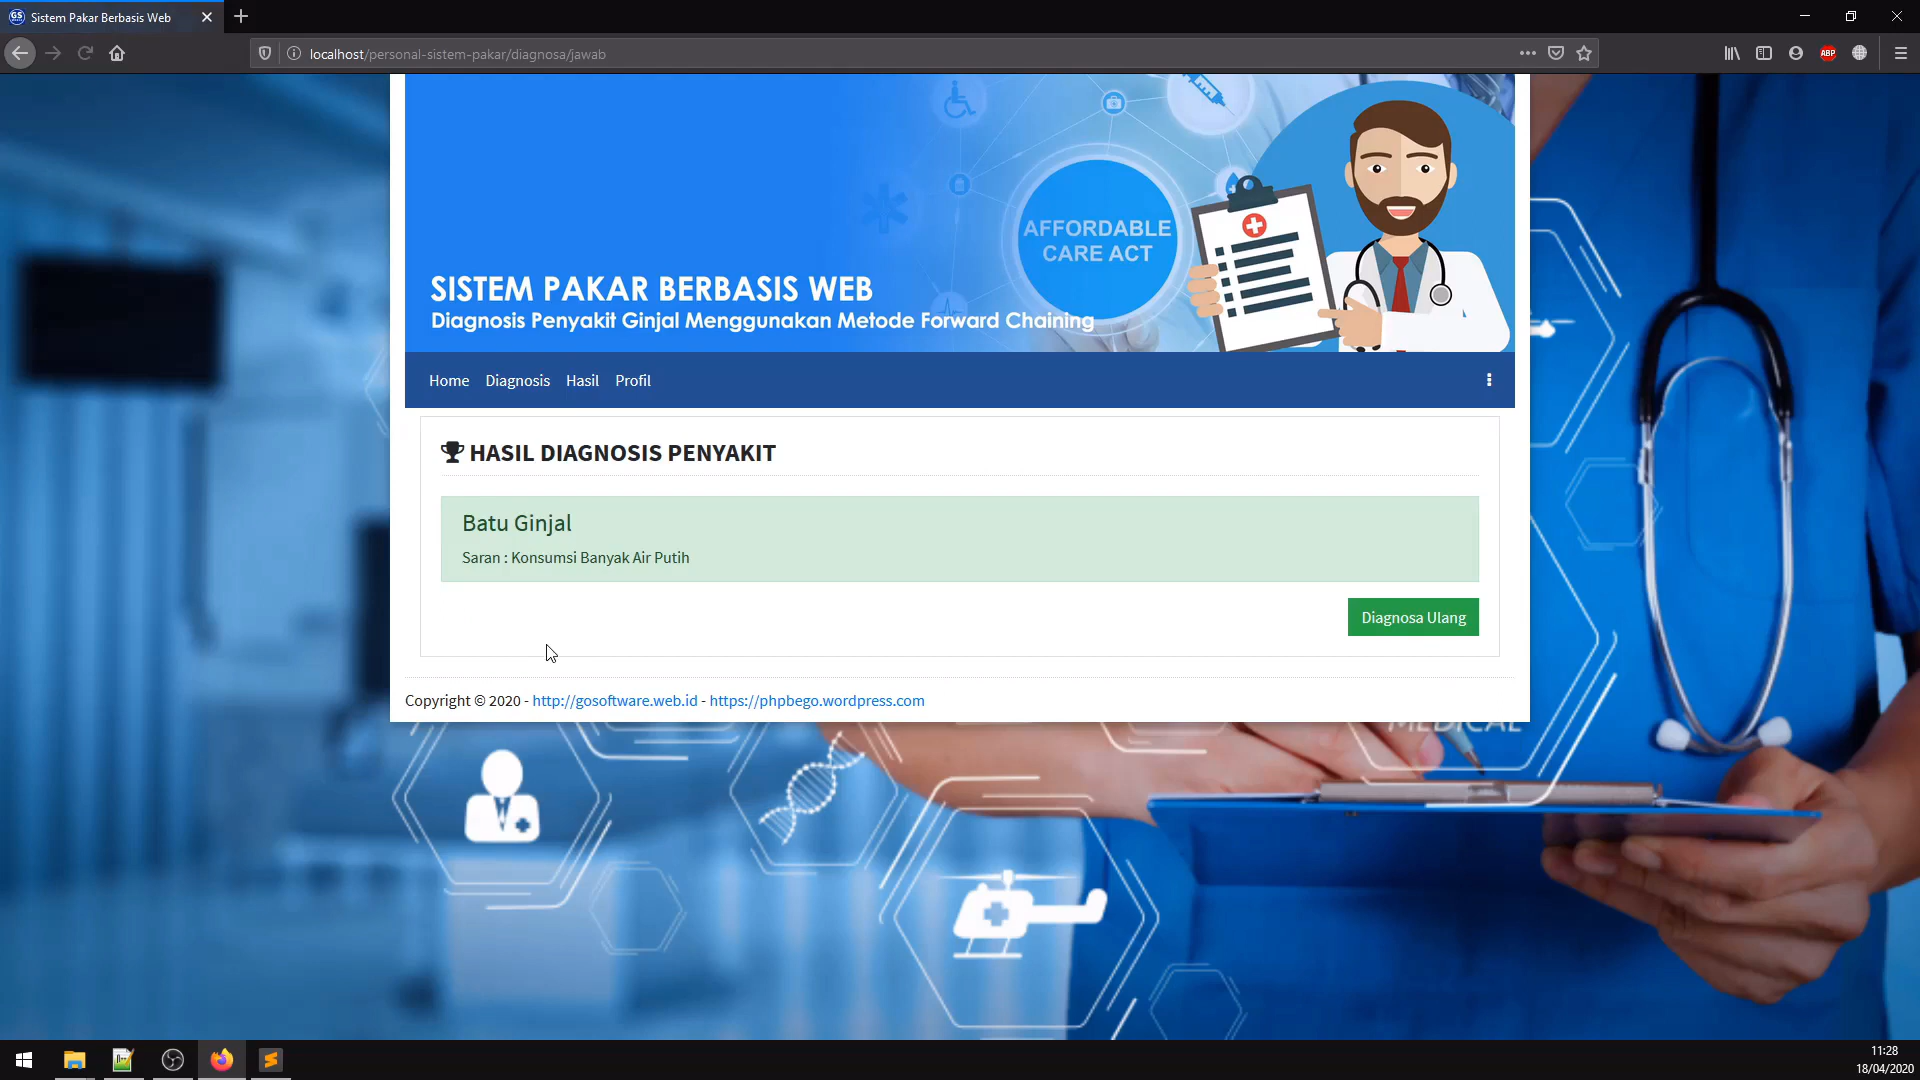 Sistem Pakar Berbasis Web
localhost/personal-sistem-pakar/diagnosa/jawab
ABP
AFFORDABLE
CARE ACT
SISTEM PAKAR BERBASIS WEB
Diagnosis Penyakit Ginjal Menggunakan Metode Forward Chaining
Home Diagnosis Hasil Profil
HASIL DIAGNOSIS PENYAKIT
Batu Ginjal
Saran : Konsumsi Banyak Air Putih
Diagnosa Ulang
Copyright © 2020 - http://gosoftware.web.id - https://phpbego.wordpress.com
MEDICAL
11:28
18/04/2020